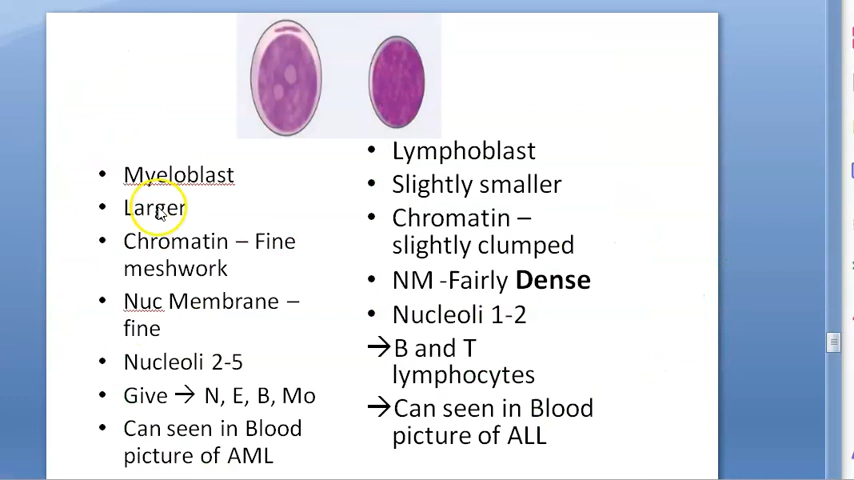 • Myeloblast
• Larger
• Chromatin – Fine
meshwork
• Nuc Membrane –
fine
• Nucleoli 2-5
• Give → N, E, B, Mo
• Can seen in Blood
picture of AML
• Lymphoblast
• Slightly smaller
• Chromatin –
slightly clumped
• NM -Fairly Dense
• Nucleoli 1-2
→B and T
lymphocytes
→Can seen in Blood
picture of ALL